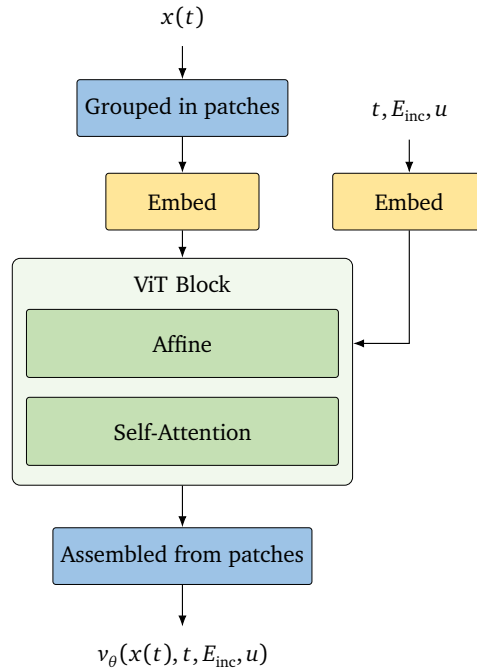 x(t)
Grouped in patches
t, E_inc, u
Embed
Embed
ViT Block
Affine
Self-Attention
Assembled from patches
v_θ(x(t), t, E_inc, u)